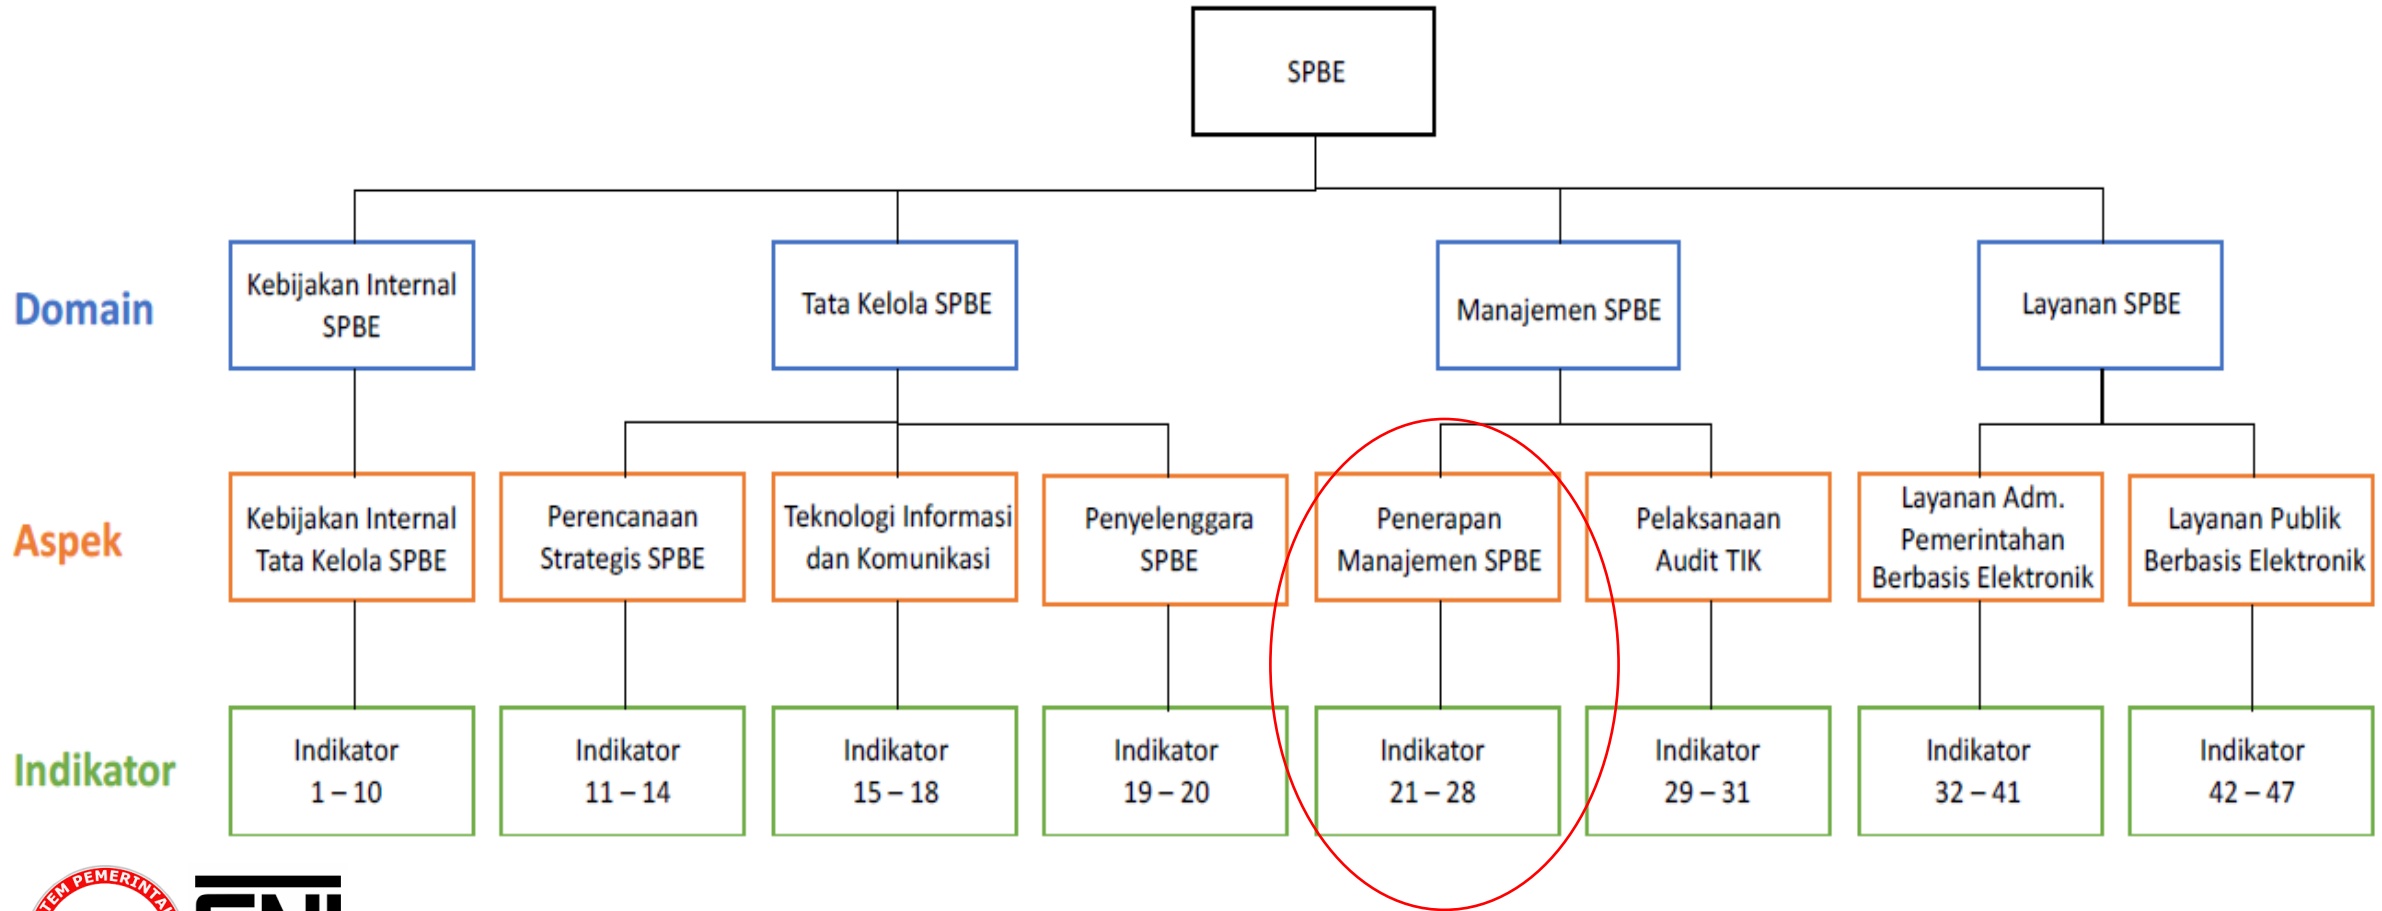 SPBE
Domain
Kebijakan Internal
SPBE
Tata Kelola SPBE
Manajemen SPBE
Layanan SPBE
Aspek
Kebijakan Internal
Tata Kelola SPBE
Perencanaan
Strategis SPBE
Teknologi Informasi
dan Komunikasi
Penyelenggara
SPBE
Penerapan
Manajemen SPBE
Pelaksanaan
Audit TIK
Layanan Adm.
Pemerintahan
Berbasis Elektronik
Layanan Publik
Berbasis Elektronik
Indikator
Indikator
1 – 10
Indikator
11 – 14
Indikator
15 – 18
Indikator
19 – 20
Indikator
21 – 28
Indikator
29 – 31
Indikator
32 – 41
Indikator
42 – 47